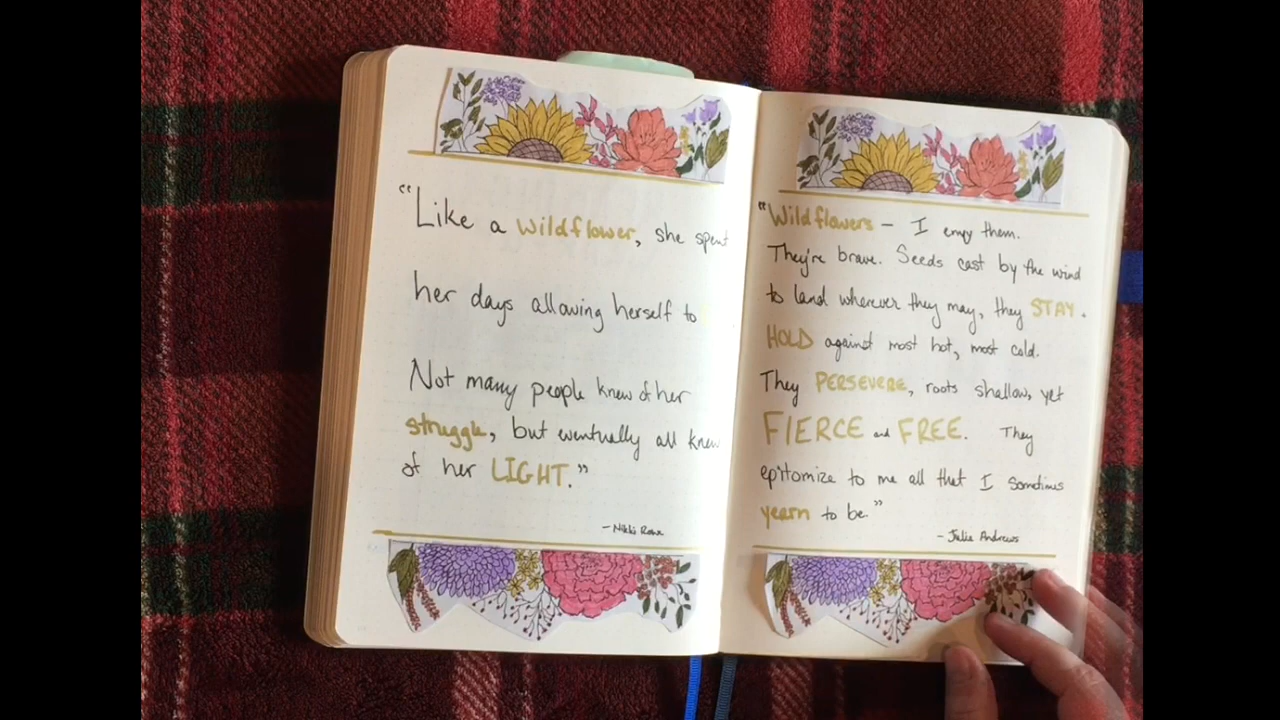 "Like a wildflower, she spent
her days allowing herself to
Not many people knew of her
struggle, but eventually all knew
of her LIGHT."
- Nikki Rowe
"Wildflowers - I envy them.
They're brave. Seeds cast by the wind
to land wherever they may, they STAY.
HOLD against most hot, most cold.
They PERSEVERE, roots shallow, yet
FIERCE and FREE. They
epitomize to me all that I sometimes
yearn to be."
- Julie Andrews